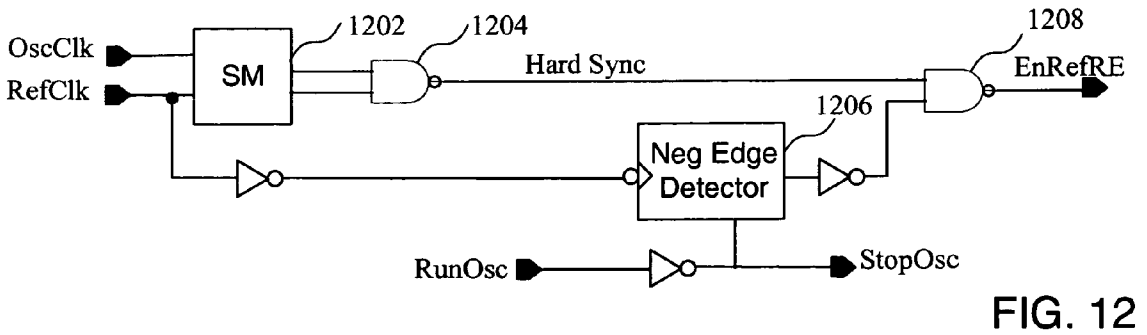 1202
1204
1208
OscClk
RefClk
SM
Hard Sync
EnRefRE
1206
Neg Edge
Detector
RunOsc
StopOsc
FIG. 12